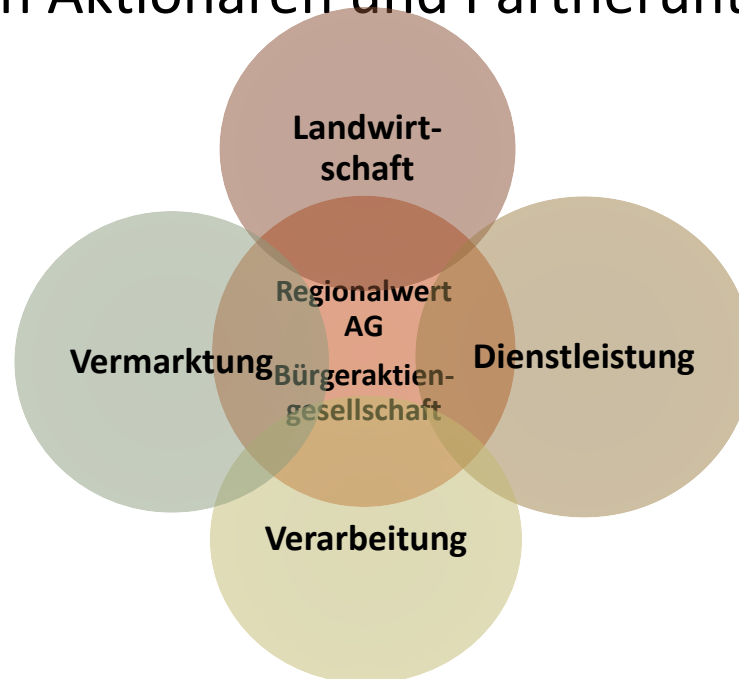 Aktionären und
Landwirt-
schaft
Regionalwert
AG
Vermarktung
Dienstleistung
Bürgeraktien-
gesellschaft
Verarbeitung